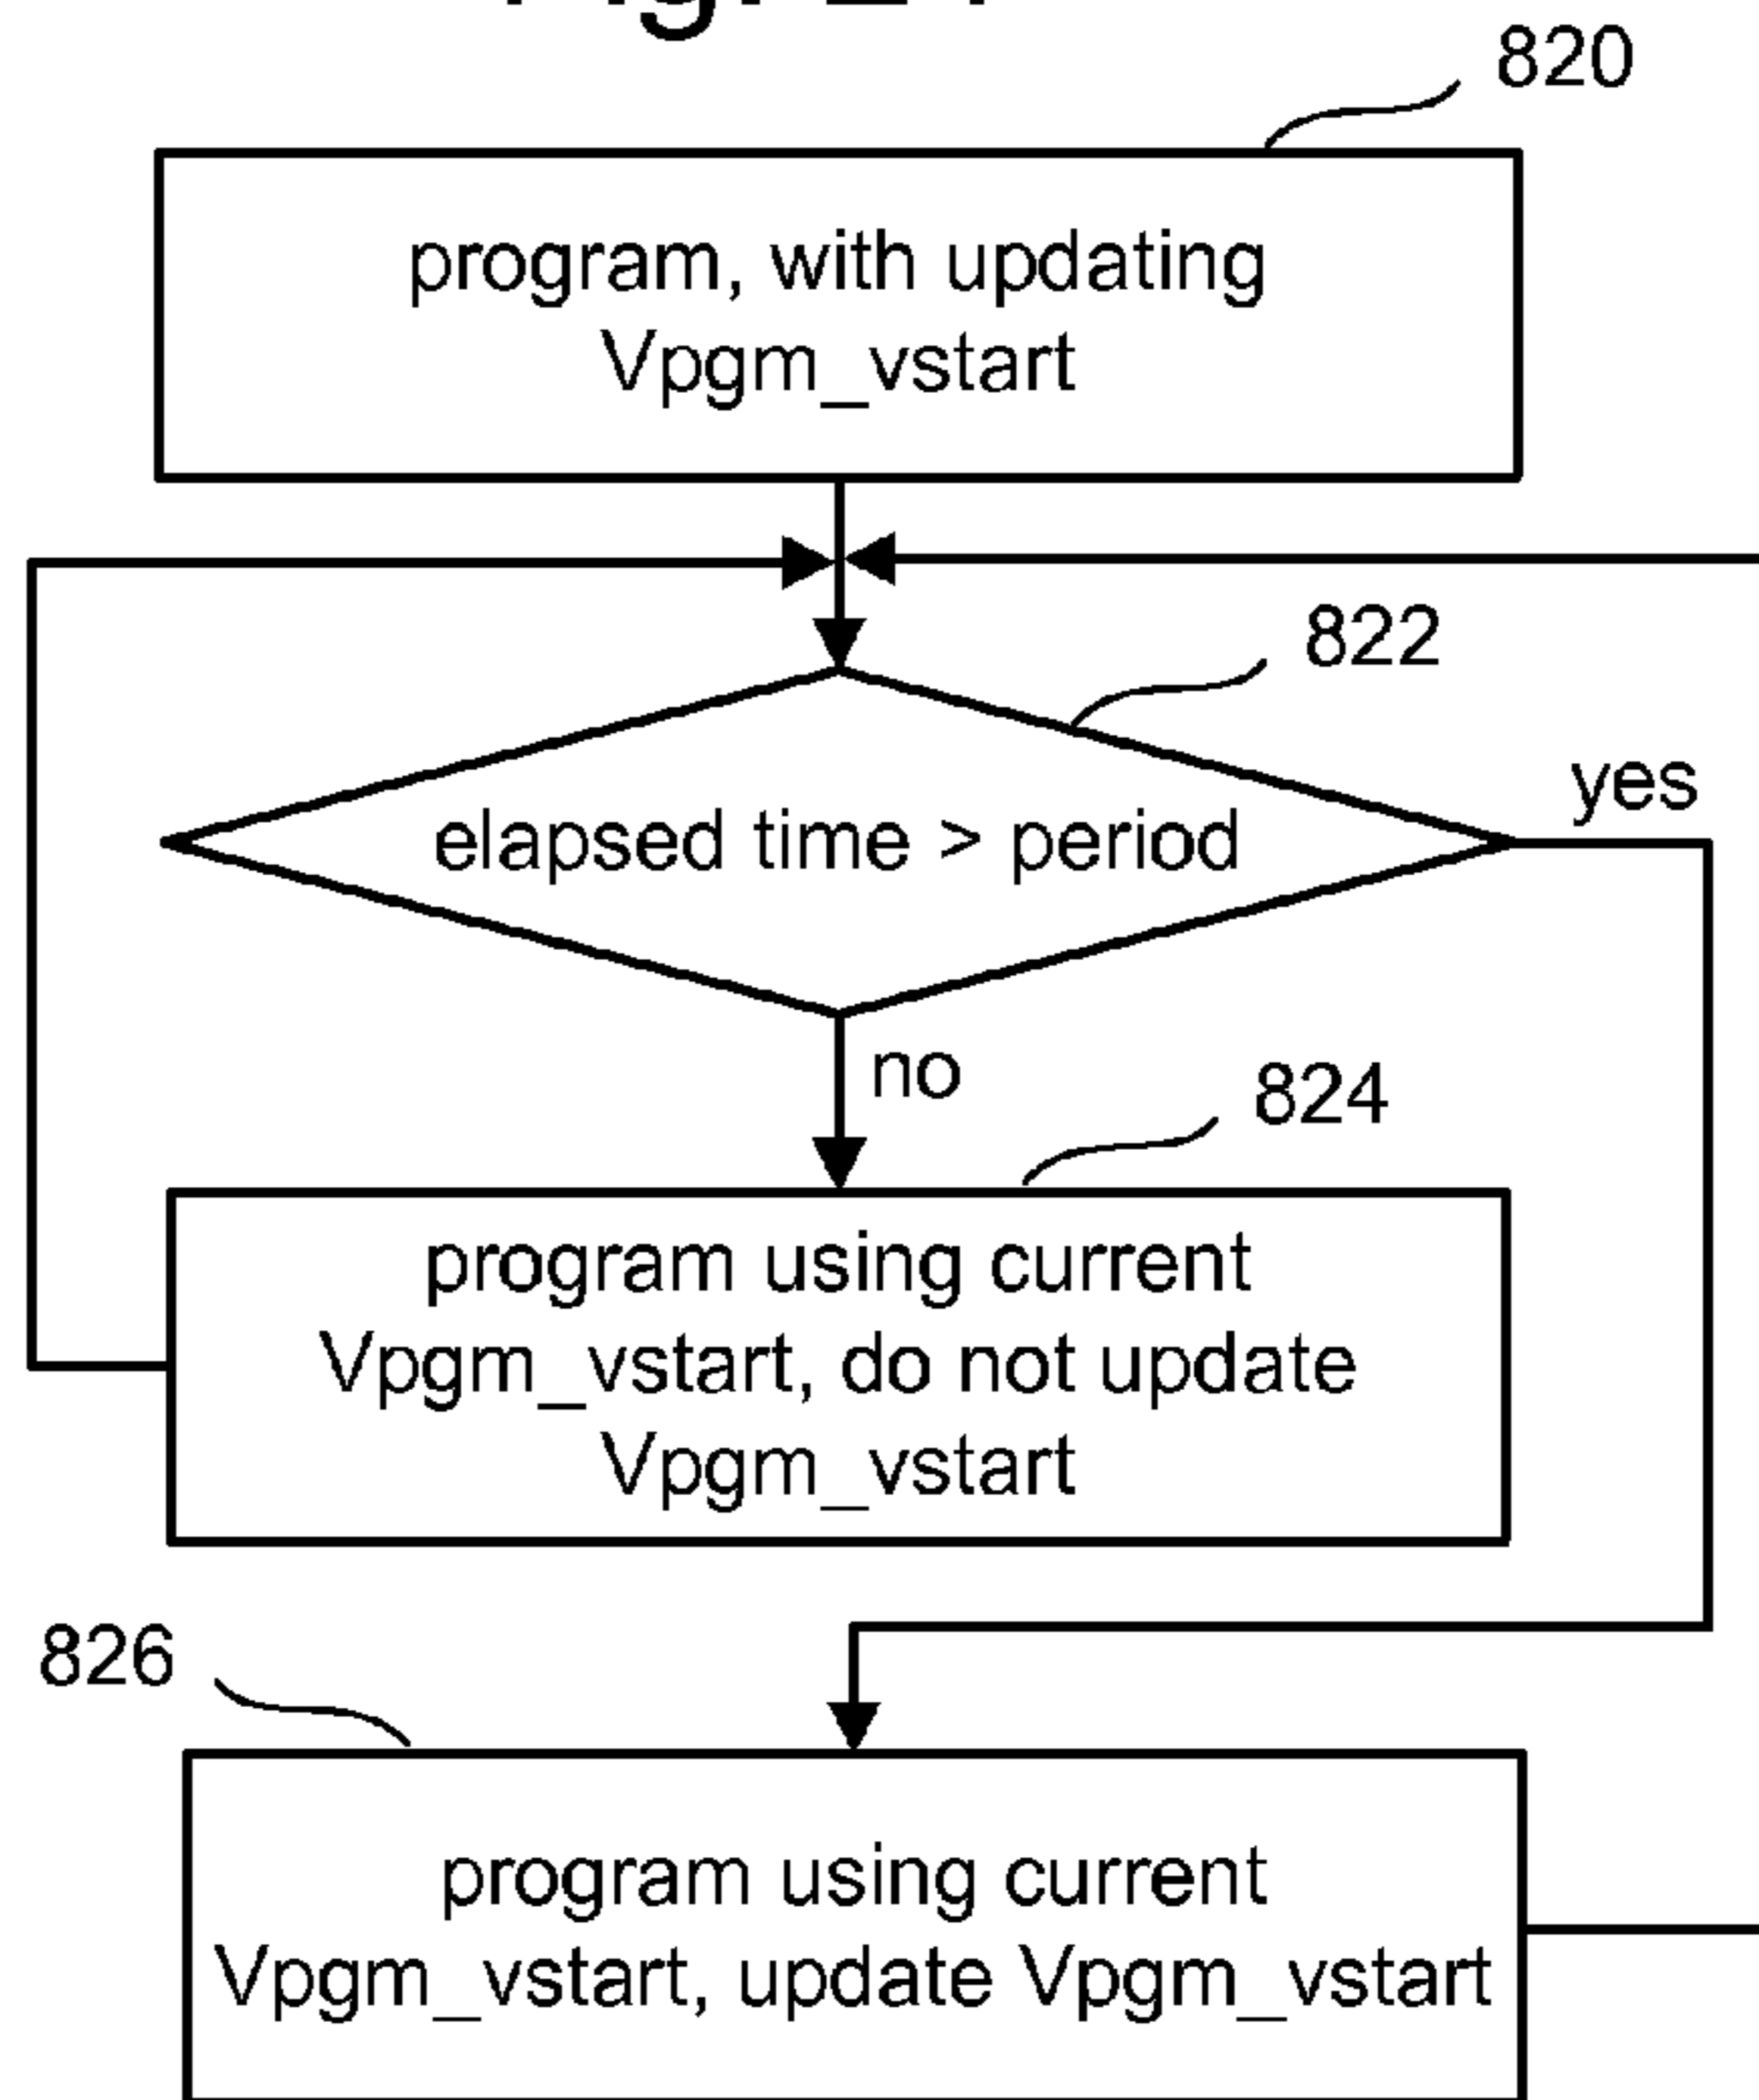 820
program, with updating
Vpgm_vstart
822
yes
elapsed time > period
no
824
program using current
Vpgm_vstart, do not update
Vpgm_vstart
826
program using current
Vpgm_vstart, update Vpgm_vstart